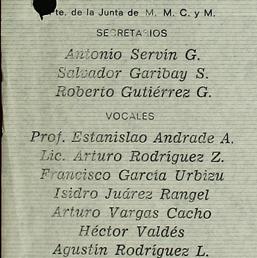 rte. de la Junta de M. M. C. y M.
SECRETARIOS
Antonio Servín G.
Salvador Garibay S.
Roberto Gutiérrez G.
VOCALES
Prof. Estanislao Andrade A.
Lic. Arturo Rodríguez Z.
Francisco García Urbizu
Isidro Juárez Rangel
Arturo Vargas Cacho
Héctor Valdés
Agustín Rodríguez L.